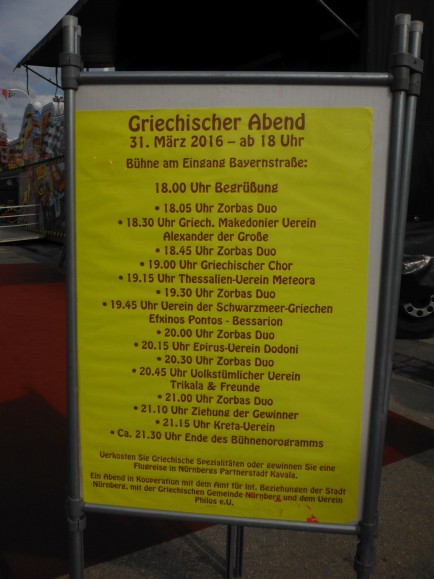 Griechischer Abend
31. März 2016 – ab 18 Uhr
Bühne am Eingang Bayernstraße:
18.00 Uhr Begrüßung
• 18.05 Uhr Zorbas Duo
• 18.30 Uhr Griech. Makedonier Verein
Alexander der Große
• 18.45 Uhr Zorbas Duo
• 19.00 Uhr Griechischer Chor
• 19.15 Uhr Thessalien-Verein Meteora
• 19.30 Uhr Zorbas Duo
• 19.45 Uhr Verein der Schwarzmeer-Griechen
Efxinos Pontos - Bessarion
• 20.00 Uhr Zorbas Duo
• 20.15 Uhr Epirus-Verein Dodoni
• 20.30 Uhr Zorbas Duo
• 20.45 Uhr Volkstümlicher Verein
Trikala & Freunde
• 21.00 Uhr Zorbas Duo
• 21.10 Uhr Ziehung der Gewinner
• 21.15 Uhr Kreta-Verein
• Ca. 21.30 Uhr Ende des Bühnenorogramms
Verkosten Sie Griechische Spezialitäten oder gewinnen Sie eine
Flugreise in Nürnbergs Partnerstadt Kavala.
Ein Abend in Kooperation mit dem Amt für Int. Beziehungen der Stadt
Nürnberg, mit der Griechischen Gemeinde Nürnberg und dem Verein
Philos e.V.